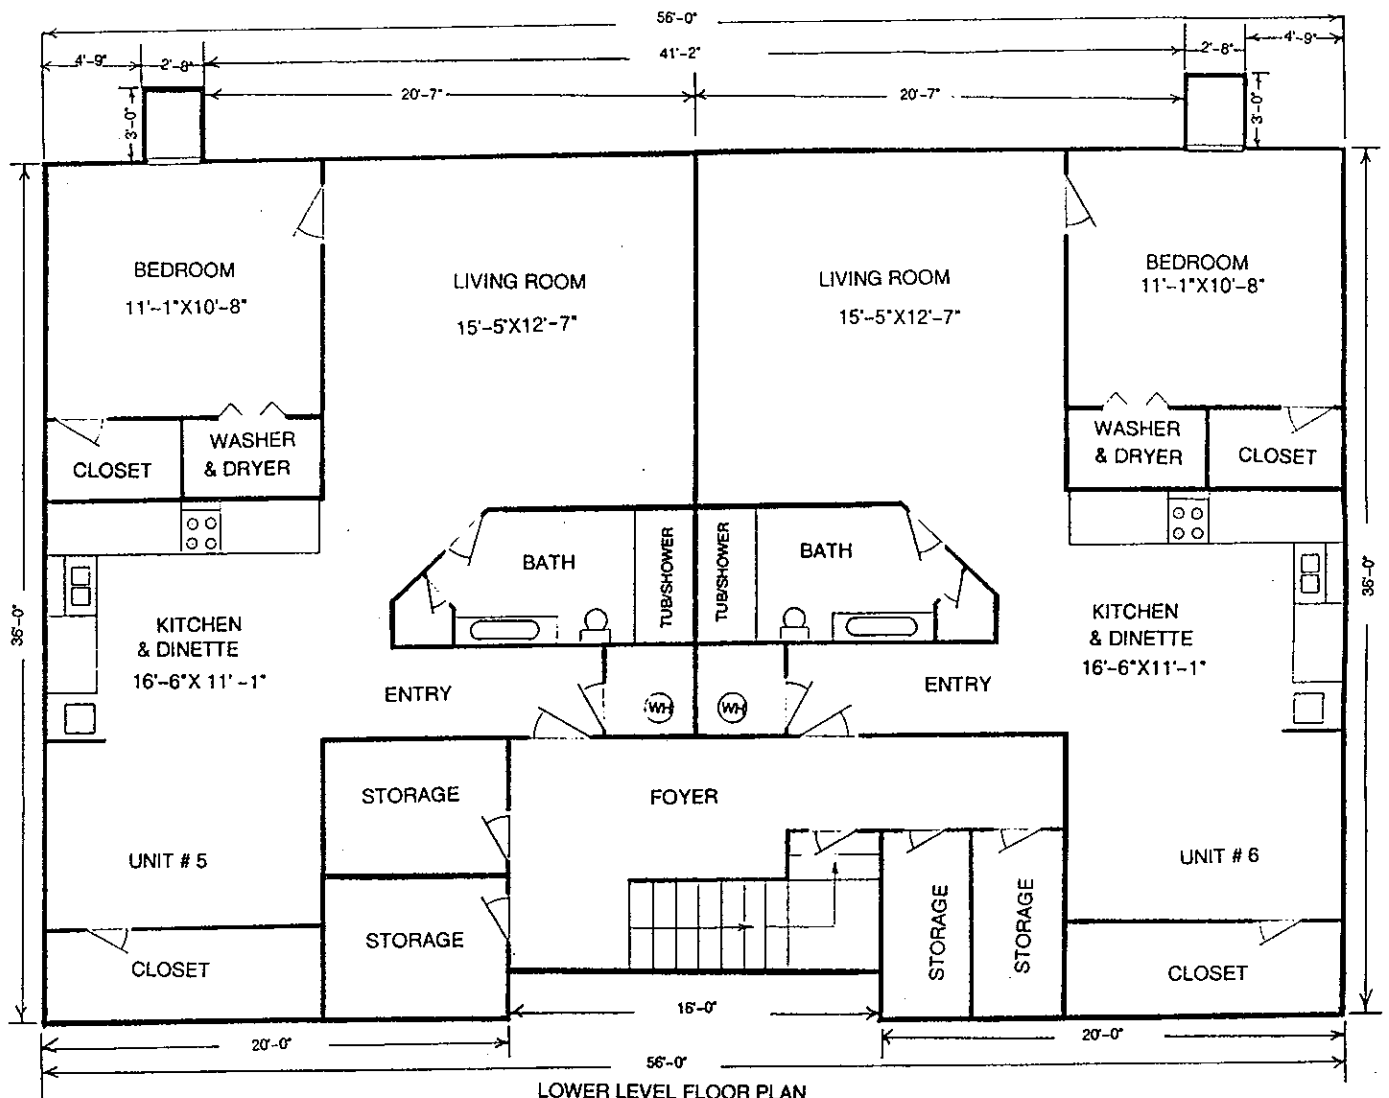 56'-0"
4'-9"
2'-8"
41'-2"
2'-8"
4'-9"
3'-0"
20'-7"
20'-7"
3'-0"
BEDROOM
11'-1"X10'-8"
LIVING ROOM
15'-5"X12'-7"
LIVING ROOM
15'-5"X12'-7"
BEDROOM
11'-1"X10'-8"
CLOSET
WASHER
& DRYER
WASHER
& DRYER
CLOSET
BATH
TUB/SHOWER
TUB/SHOWER
BATH
36'-0"
36'-0"
KITCHEN
& DINETTE
16'-6"X 11'-1"
ENTRY
WH
WH
ENTRY
KITCHEN
& DINETTE
16'-6"X11'-1"
STORAGE
FOYER
UNIT # 5
UNIT # 6
STORAGE
STORAGE
STORAGE
CLOSET
CLOSET
16'-0"
20'-0"
20'-0"
56'-0"
LOWER LEVEL FLOOR PLAN